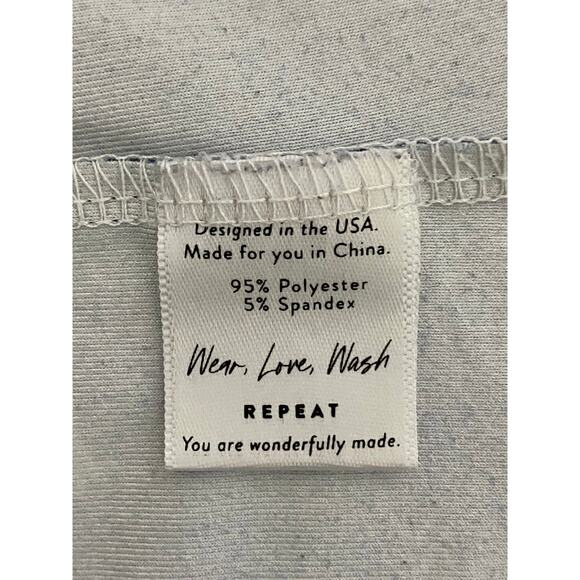 Designed in the USA.
Made for you in China.
95% Polyester
5% Spandex
Wear, Love, Wash
REPEAT
You are wonderfully made.